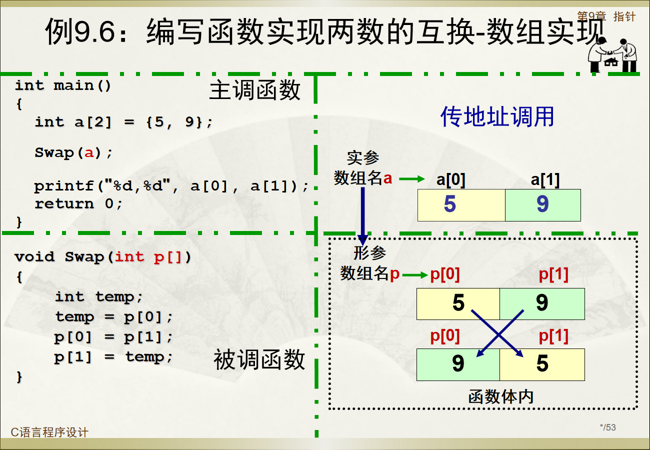 第9章 指针
例9.6：编写函数实现两数的互换-数组实现
int main()
主调函数
{
int a[2] = {5, 9};
Swap(a);
printf("%d,%d", a[0], a[1]);
return 0;
}
传地址调用
实参
数组名a
a[0] a[1]
5 9
void Swap(int p[])
{
int temp;
temp = p[0];
p[0] = p[1];
p[1] = temp;
}
被调函数
形参
数组名p
p[0] p[1]
5 9
p[0] p[1]
9 5
函数体内
C语言程序设计
*/53